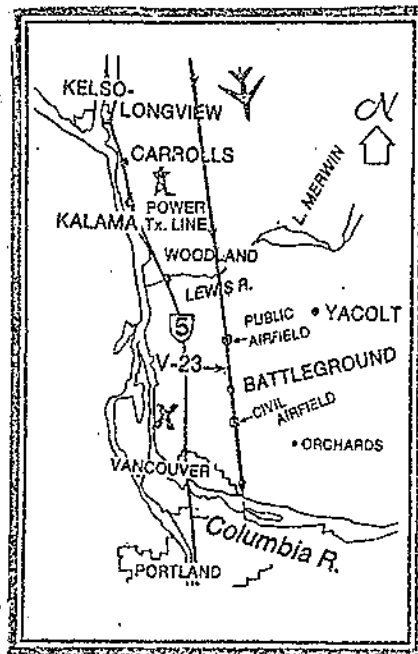 KELSO-
LONGVIEW
N
CARROLLS
POWER
KALAMA Tx. LINE
L. MERWIN
WOODLAND
LEWIS R.
5
PUBLIC
AIRFIELD
YACOLT
V-23
BATTLEGROUND
CIVIL
AIRFIELD
ORCHARDS
VANCOUVER
Columbia R.
PORTLAND